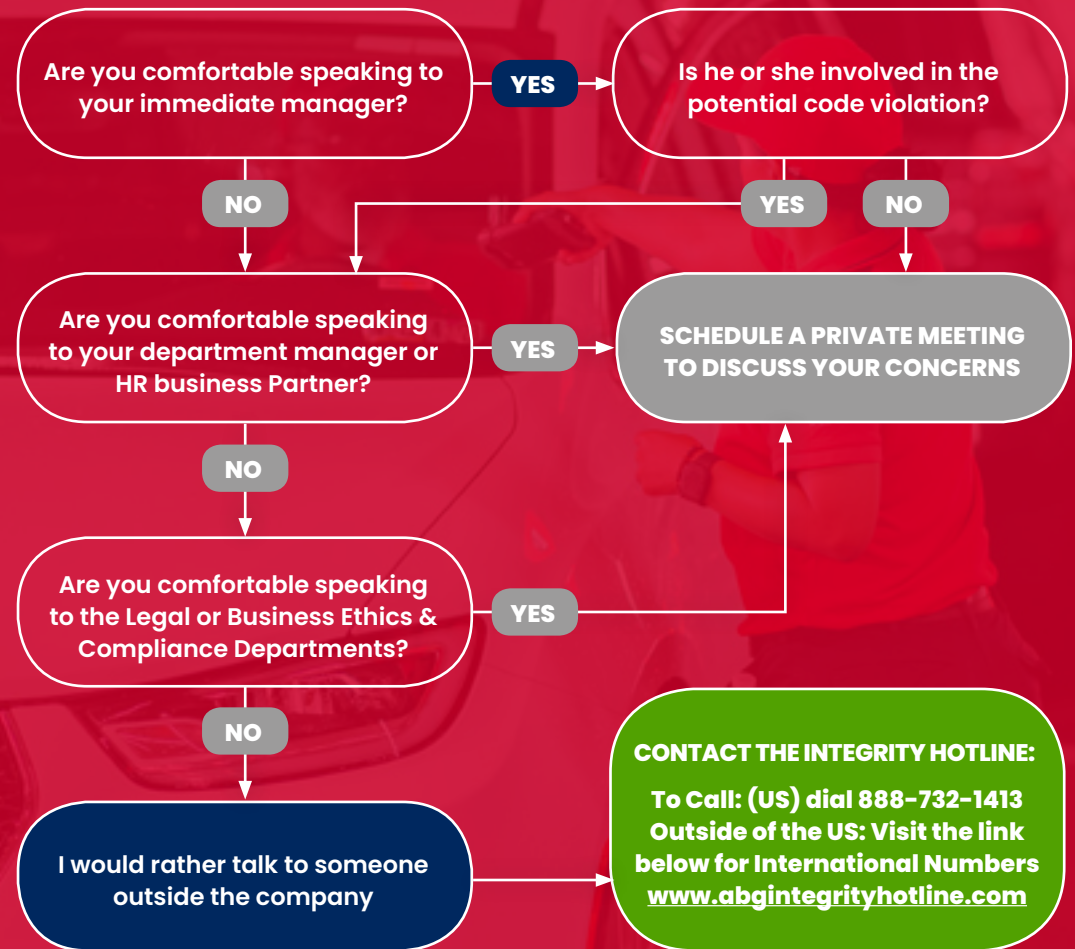 Are you comfortable speaking to
your immediate manager?
YES
Is he or she involved in the
potential code violation?
NO
YES
NO
Are you comfortable speaking
to your department manager or
HR business Partner?
YES
SCHEDULE A PRIVATE MEETING
TO DISCUSS YOUR CONCERNS
NO
Are you comfortable speaking
to the Legal or Business Ethics &
Compliance Departments?
YES
NO
I would rather talk to someone
outside the company
CONTACT THE INTEGRITY HOTLINE:
To Call: (US) dial 888-732-1413
Outside of the US: Visit the link
below for International Numbers
www.abgintegrityhotline.com